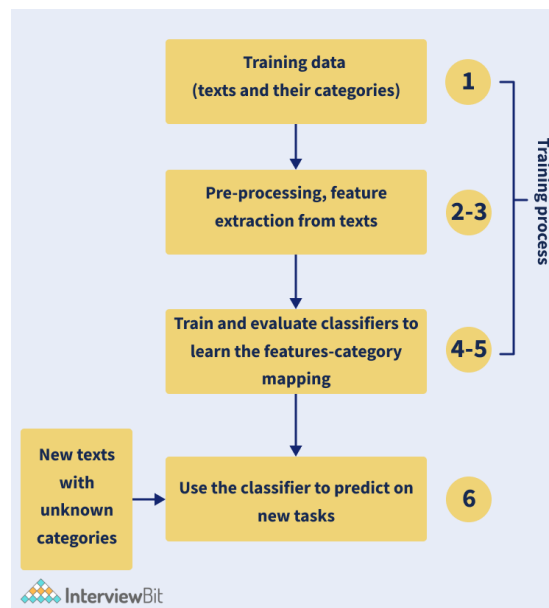 Training data
(texts and their categories)
1
Pre-processing, feature
extraction from texts
2-3
Train and evaluate classifiers to
learn the features-category
mapping
4-5
Training process
New texts
with
unknown
categories
Use the classifier to predict on
new tasks
6
InterviewBit